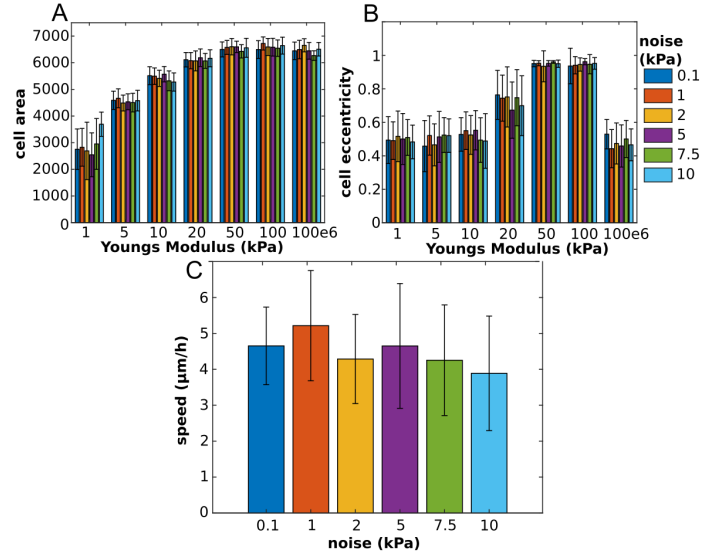 A
7000
6000
5000
4000
3000
2000
1000
0
cell area
1 5 10 20 50 100 100e6
Youngs Modulus (kPa)
B
1
0.8
0.6
0.4
0.2
0
cell eccentricity
1 5 10 20 50 100 100e6
Youngs Modulus (kPa)
noise
(kPa)
0.1
1
2
5
7.5
10
C
6
5
4
3
2
1
0
speed (μm/h)
0.1 1 2 5 7.5 10
noise (kPa)